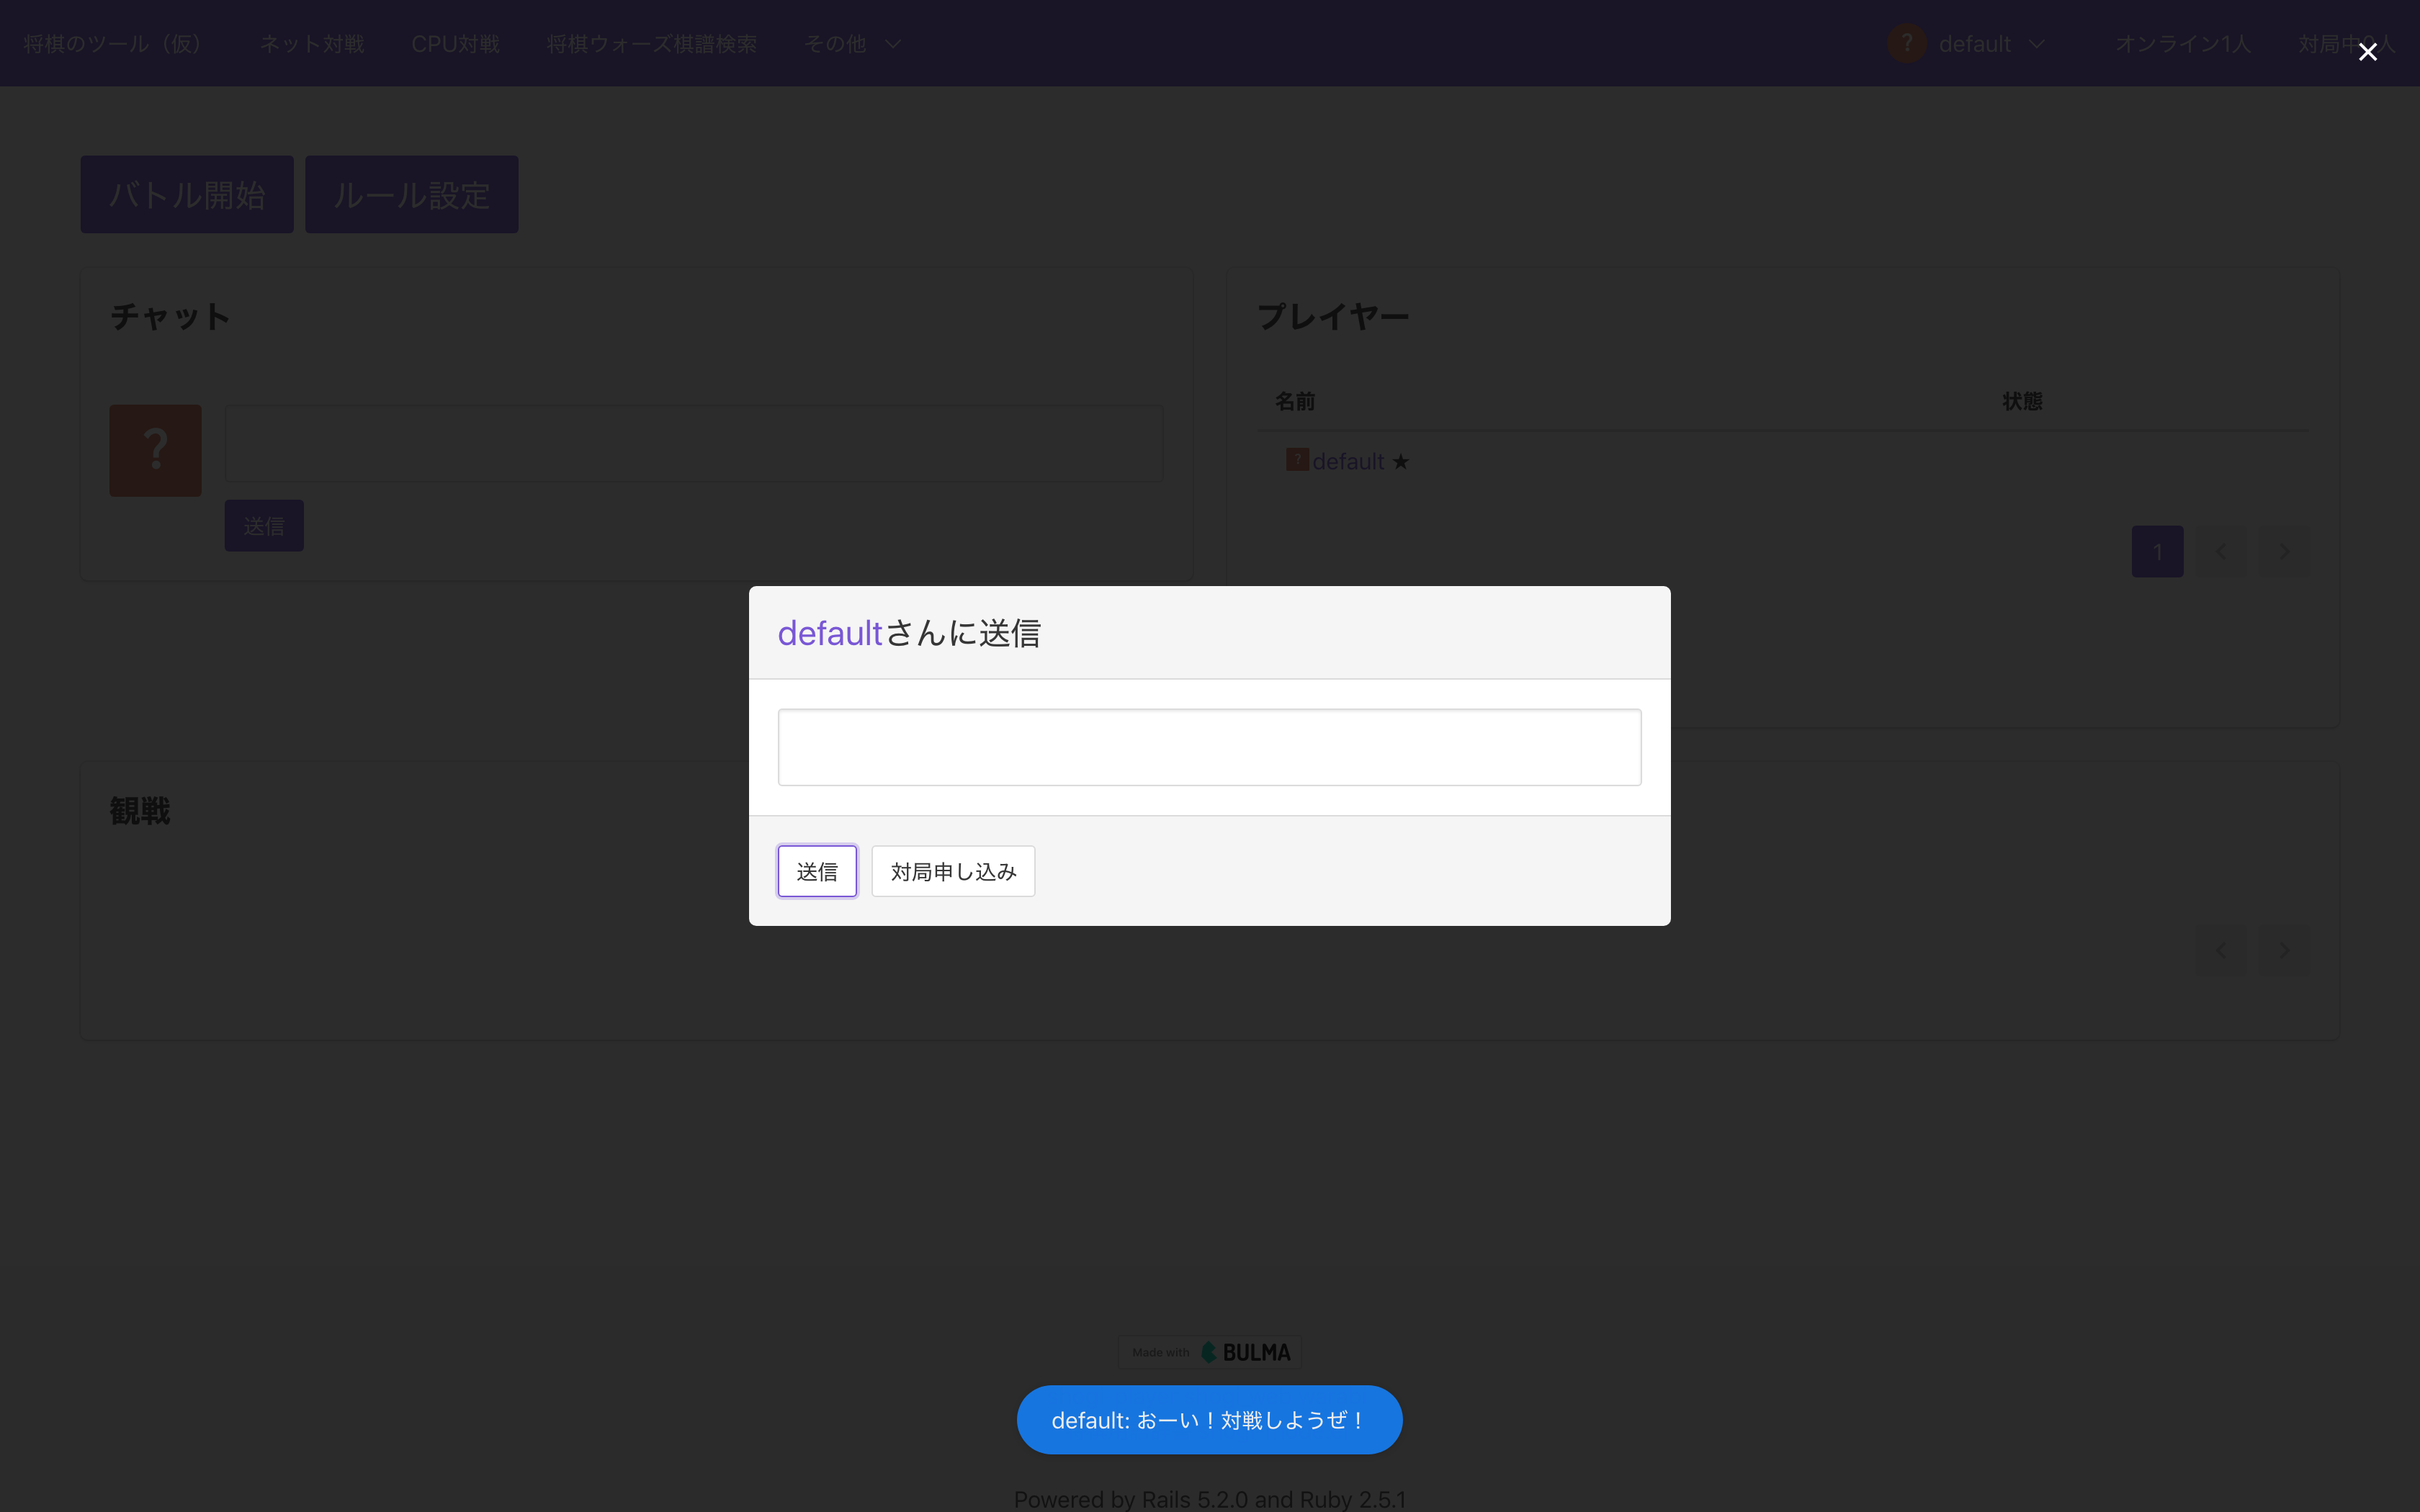 将棋のツール（仮） ネット対戦 CPU対戦 将棋ウォーズ棋譜検索 その他 ? default オンライン1人 対局中0人
バトル開始 ルール設定
チャット
?
送信
プレイヤー
名前 状態
? default ★
1
defaultさんに送信
送信 対局申し込み
観戦
Made with BULMA
default: おーい！対戦しようぜ！
Powered by Rails 5.2.0 and Ruby 2.5.1